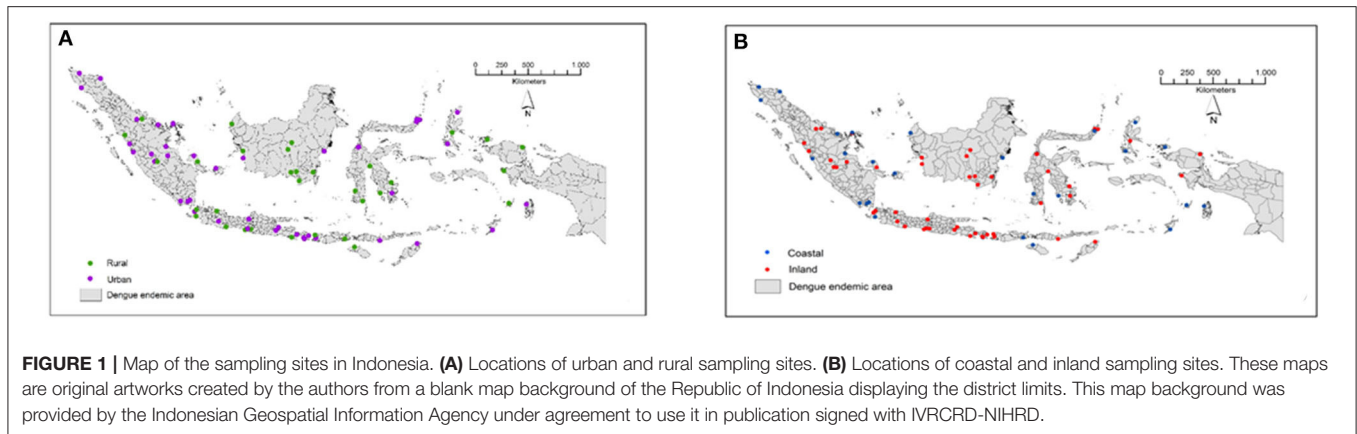 A
0 250 500 1 000
Kilometers
N
Rural
Urban
Dengue endemic area
B
0 250 500 1.000
Kilometers
N
Coastal
Inland
Dengue endemic area
FIGURE 1 | Map of the sampling sites in Indonesia. (A) Locations of urban and rural sampling sites. (B) Locations of coastal and inland sampling sites. These maps
are original artworks created by the authors from a blank map background of the Republic of Indonesia displaying the district limits. This map background was
provided by the Indonesian Geospatial Information Agency under agreement to use it in publication signed with IVRCRD-NIHRD.